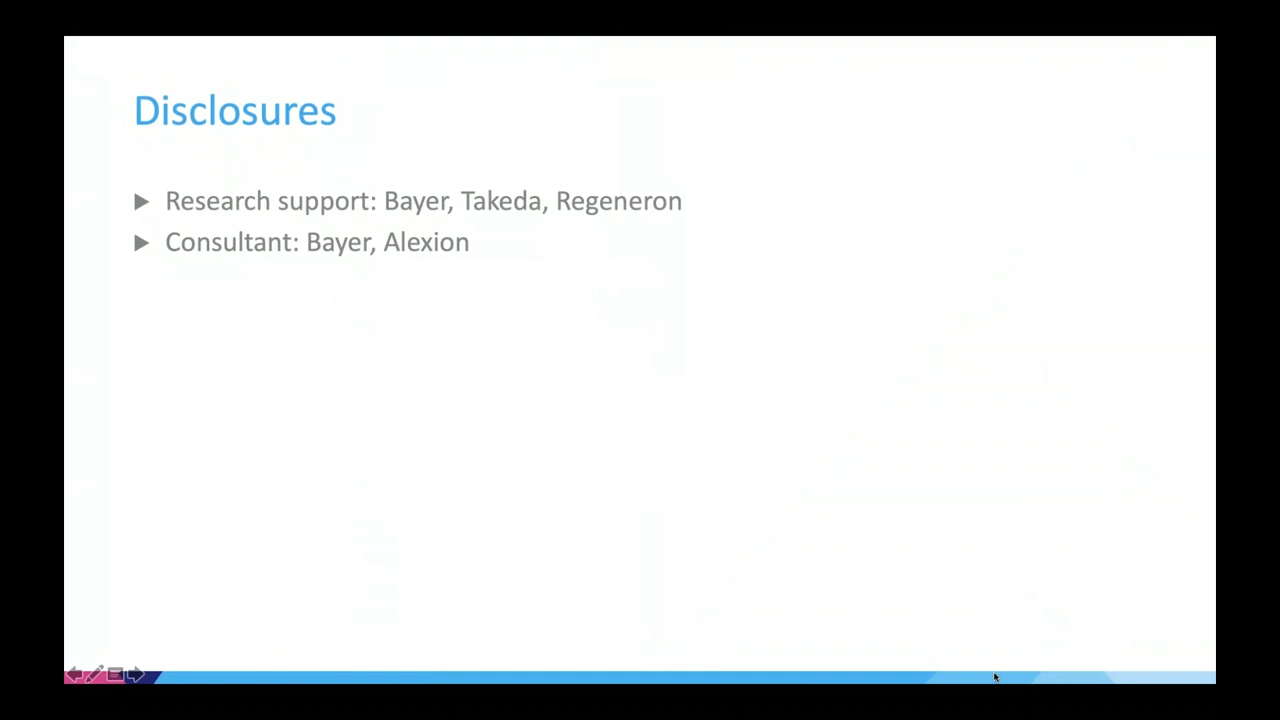 Disclosures
Research support: Bayer, Takeda, Regeneron
Consultant: Bayer, Alexion